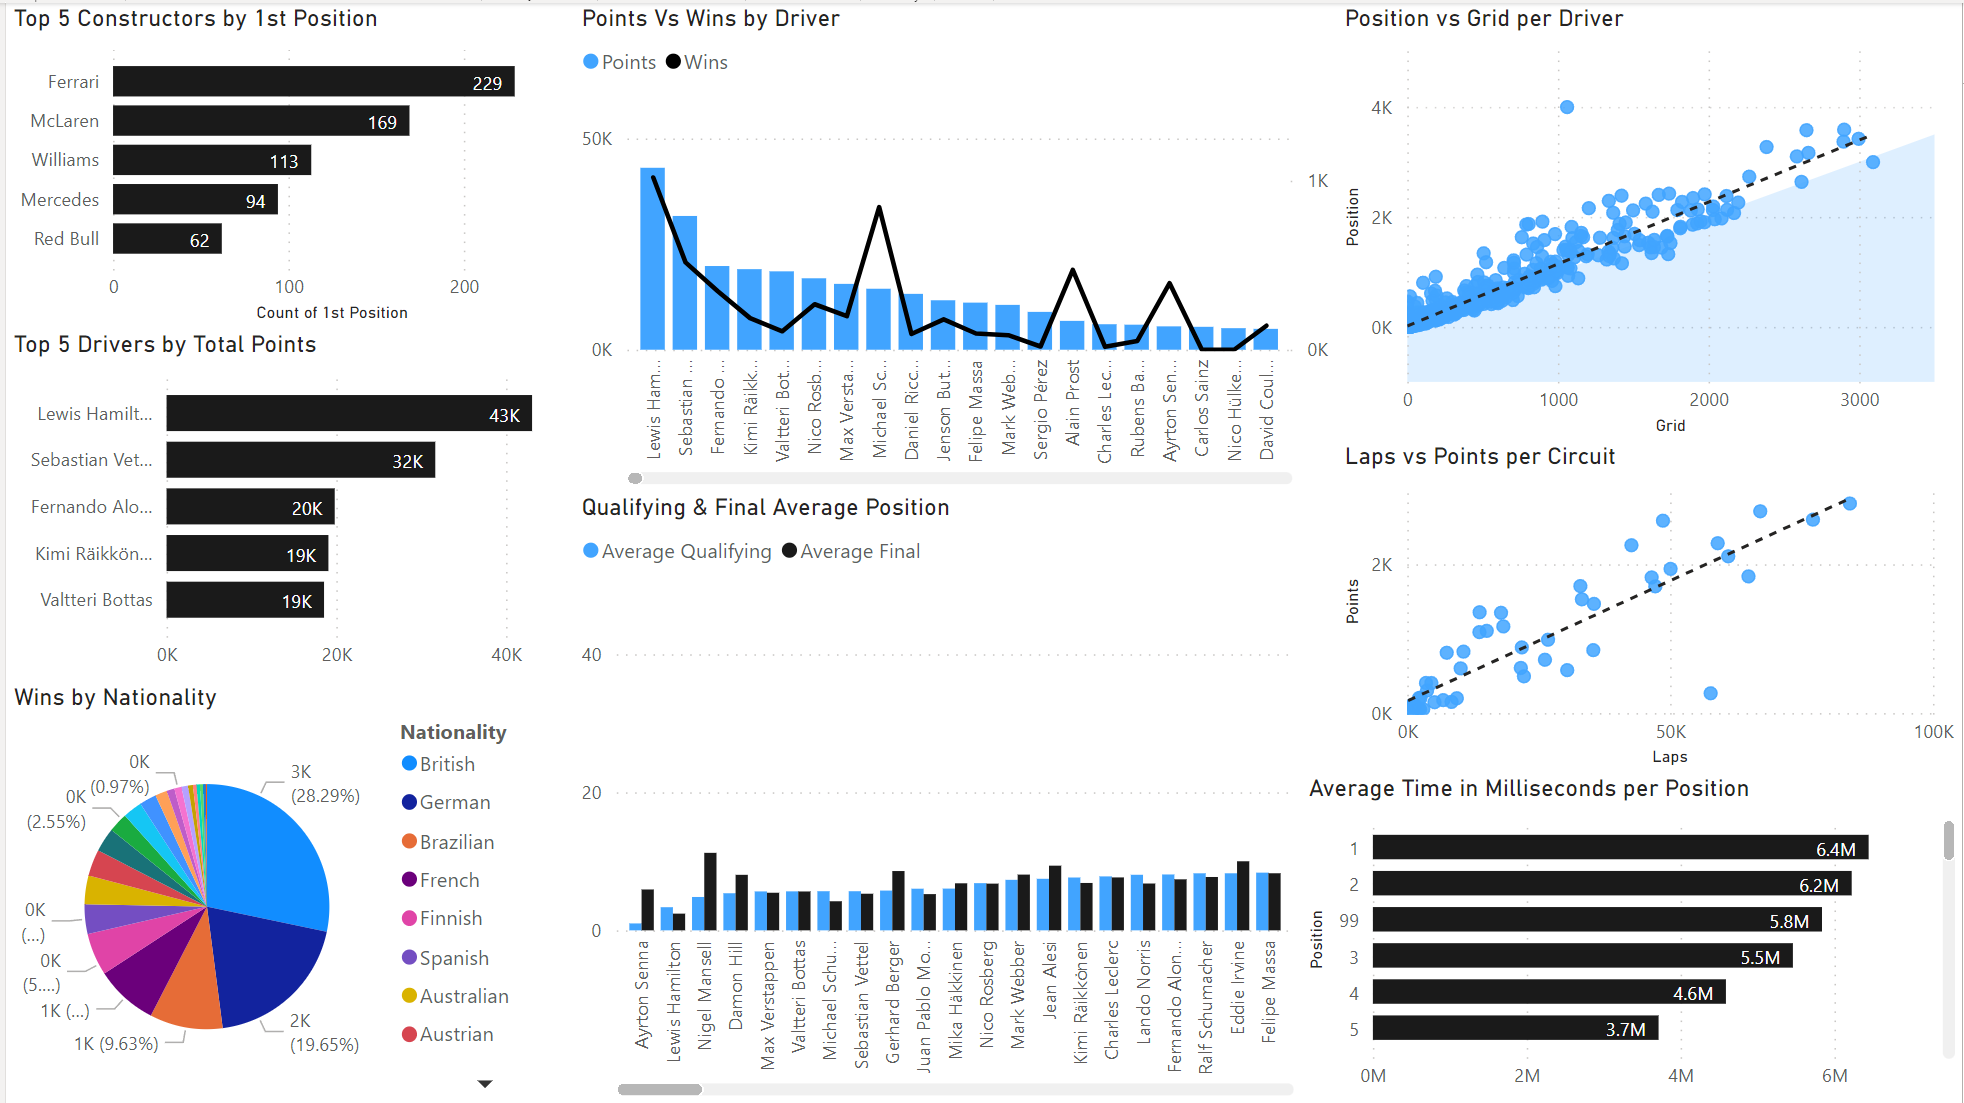 Top 5 Constructors by 1st Position
Ferrari 229
McLaren 169
Williams 113
Mercedes 94
Red Bull 62
0 100 200
Count of 1st Position
Top 5 Drivers by Total Points
Lewis Hamilt... 43K
Sebastian Vet... 32K
Fernando Alo... 20K
Kimi Räikkön... 19K
Valtteri Bottas 19K
0K 20K 40K
Wins by Nationality
3K
(28.29%)
2K
(19.65%)
1K (9.63%)
1K (...)
0K
(5....)
0K
(...)
0K
(2.55%)
0K
(0.97%)
Nationality
British
German
Brazilian
French
Finnish
Spanish
Australian
Austrian
Points Vs Wins by Driver
Points Wins
50K
0K
1K
0K
Lewis Ham...
Sebastian ...
Fernando ...
Kimi Räikk...
Valtteri Bot...
Nico Rosb...
Max Versta...
Michael Sc...
Daniel Ricc...
Jenson But...
Felipe Massa
Mark Web...
Sergio Pérez
Alain Prost
Charles Lec...
Rubens Ba...
Ayrton Sen...
Carlos Sainz
Nico Hülke...
David Coul...
Qualifying & Final Average Position
Average Qualifying Average Final
40
20
0
Ayrton Senna
Lewis Hamilton
Nigel Mansell
Damon Hill
Max Verstappen
Valtteri Bottas
Michael Schu...
Sebastian Vettel
Gerhard Berger
Juan Pablo Mo...
Mika Häkkinen
Nico Rosberg
Mark Webber
Jean Alesi
Kimi Räikkönen
Charles Leclerc
Lando Norris
Fernando Alon...
Ralf Schumacher
Eddie Irvine
Felipe Massa
Position vs Grid per Driver
4K
2K
0K
Position
0 1000 2000 3000
Grid
Laps vs Points per Circuit
2K
0K
Points
0K 50K 100K
Laps
Average Time in Milliseconds per Position
Position
1 6.4M
2 6.2M
99 5.8M
3 5.5M
4 4.6M
5 3.7M
0M 2M 4M 6M